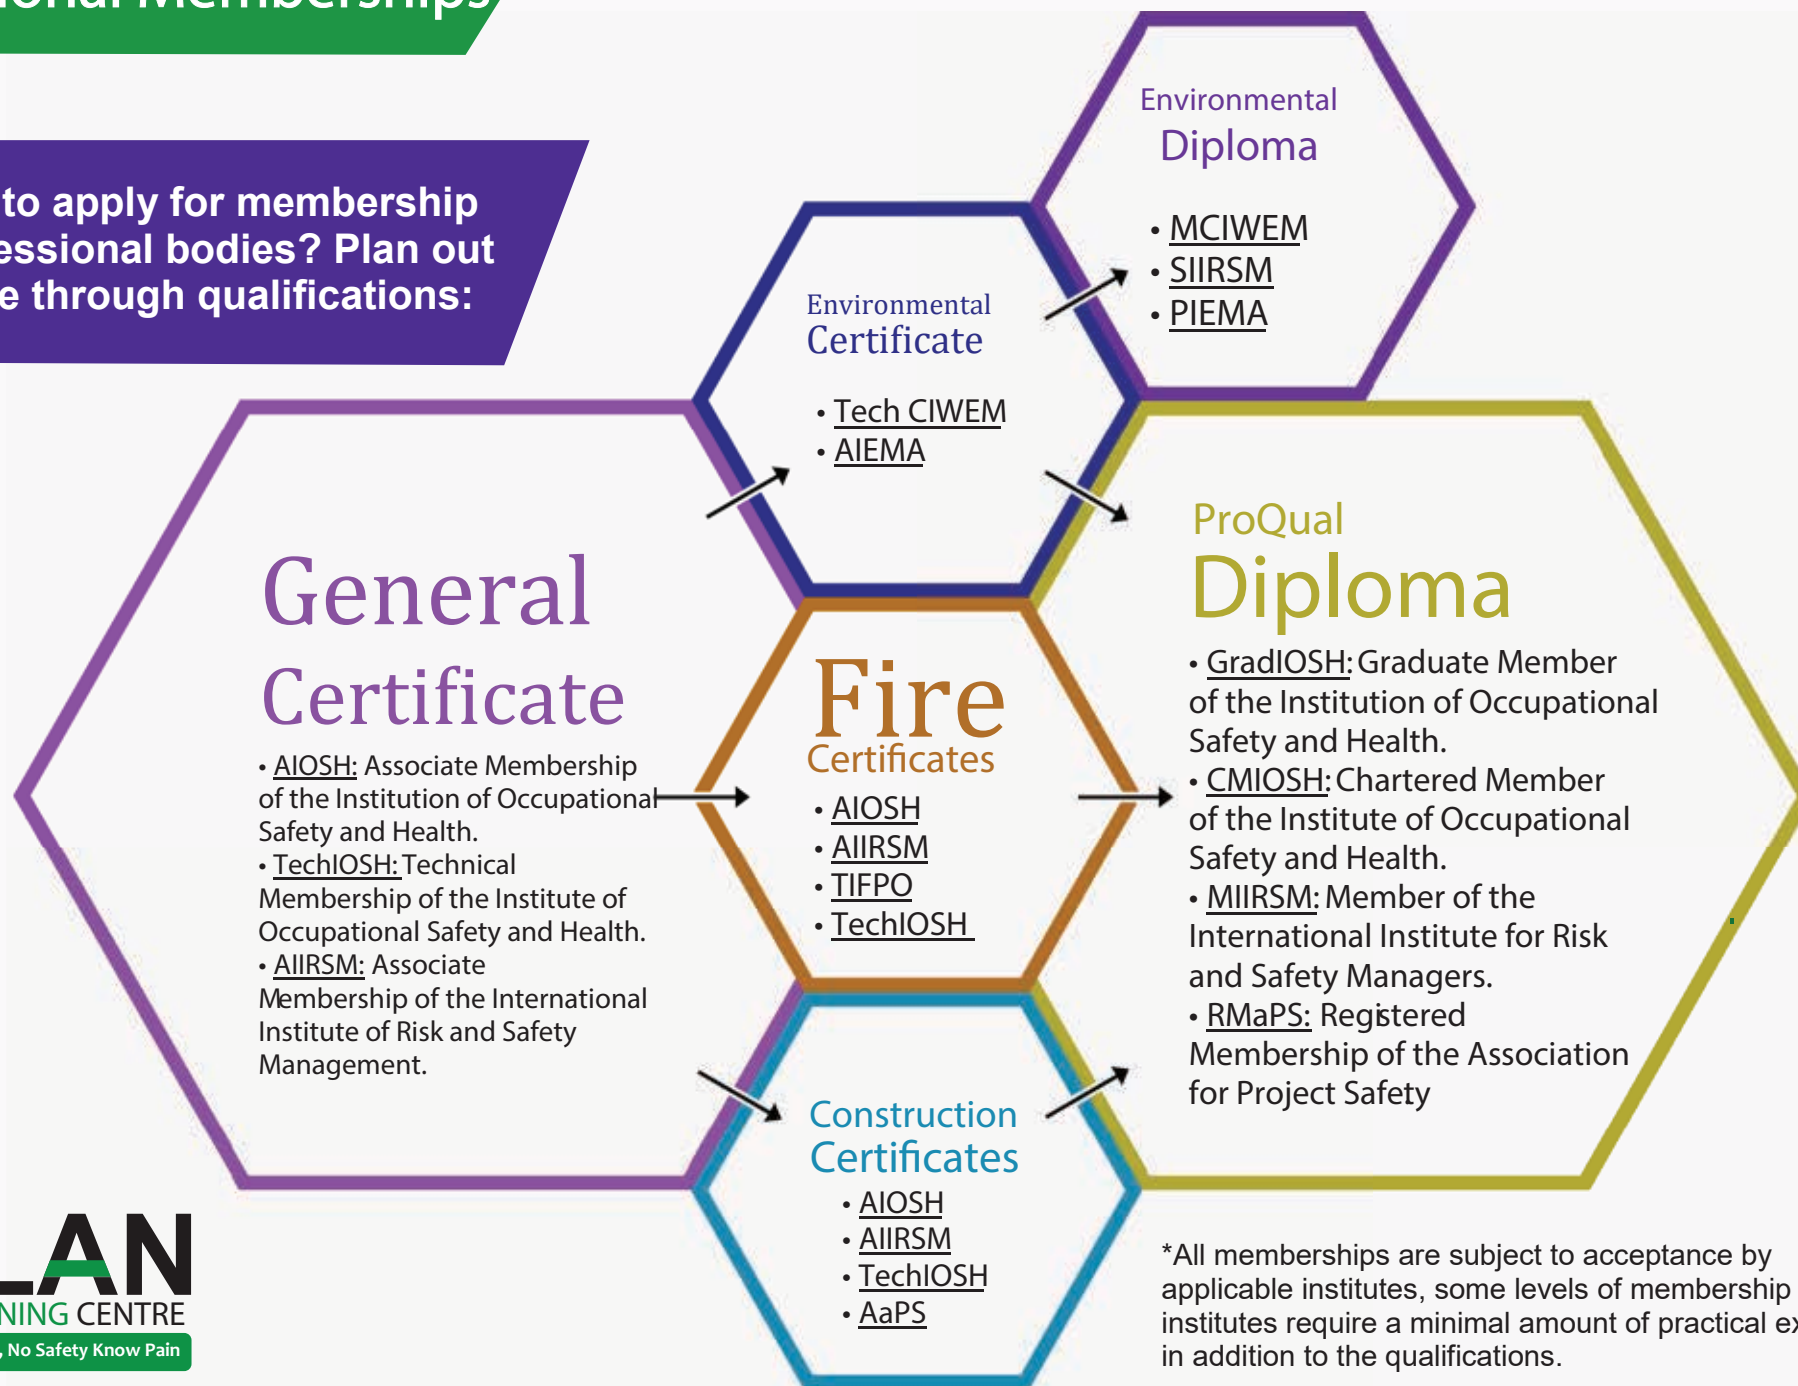 onal Memberships
to apply for membership
essional bodies? Plan out
e through qualifications:
Environmental
Diploma
• MCIWEM
• SIIRSM
• PIEMA
Environmental
Certificate
• Tech CIWEM
• AIEMA
General
Certificate
• AIOSH: Associate Membership
of the Institution of Occupational
Safety and Health.
• TechIOSH: Technical
Membership of the Institute of
Occupational Safety and Health.
• AIIRSM: Associate
Membership of the International
Institute of Risk and Safety
Management.
Fire
Certificates
• AIOSH
• AIIRSM
• TIFPO
• TechIOSH
ProQual
Diploma
• GradIOSH: Graduate Member
of the Institution of Occupational
Safety and Health.
• CMIOSH: Chartered Member
of the Institute of Occupational
Safety and Health.
• MIIRSM: Member of the
International Institute for Risk
and Safety Managers.
• RMaPS: Registered
Membership of the Association
for Project Safety
Construction
Certificates
• AIOSH
• AIIRSM
• TechIOSH
• AaPS
LAN
NING CENTRE
, No Safety Know Pain
*All memberships are subject to acceptance by
applicable institutes, some levels of membership
institutes require a minimal amount of practical ex
in addition to the qualifications.